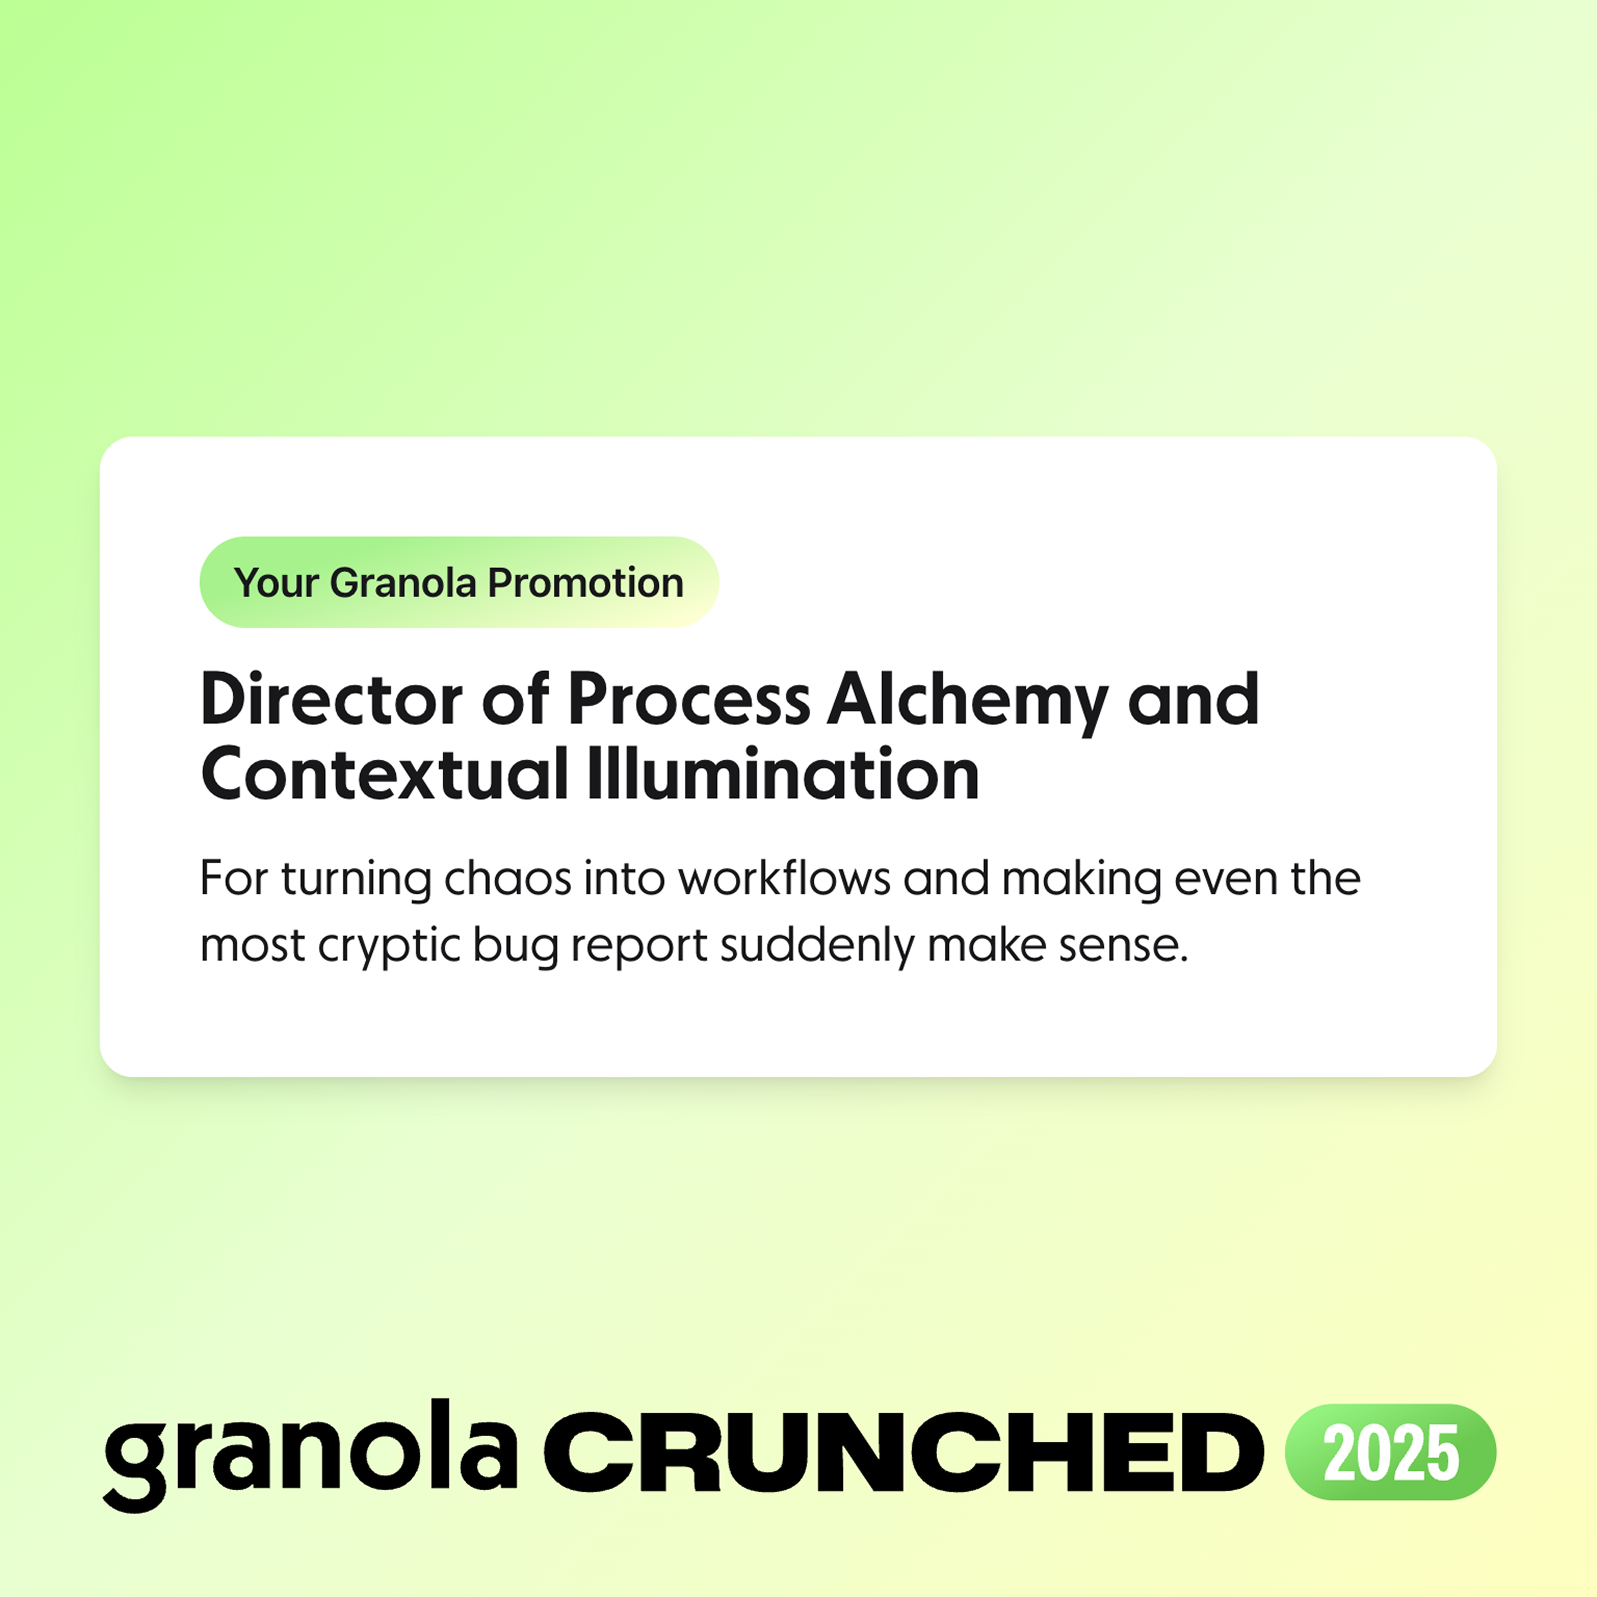 Your Granola Promotion
Director of Process Alchemy and
Contextual Illumination
For turning chaos into workflows and making even the
most cryptic bug report suddenly make sense.
granola CRUNCHED 2025